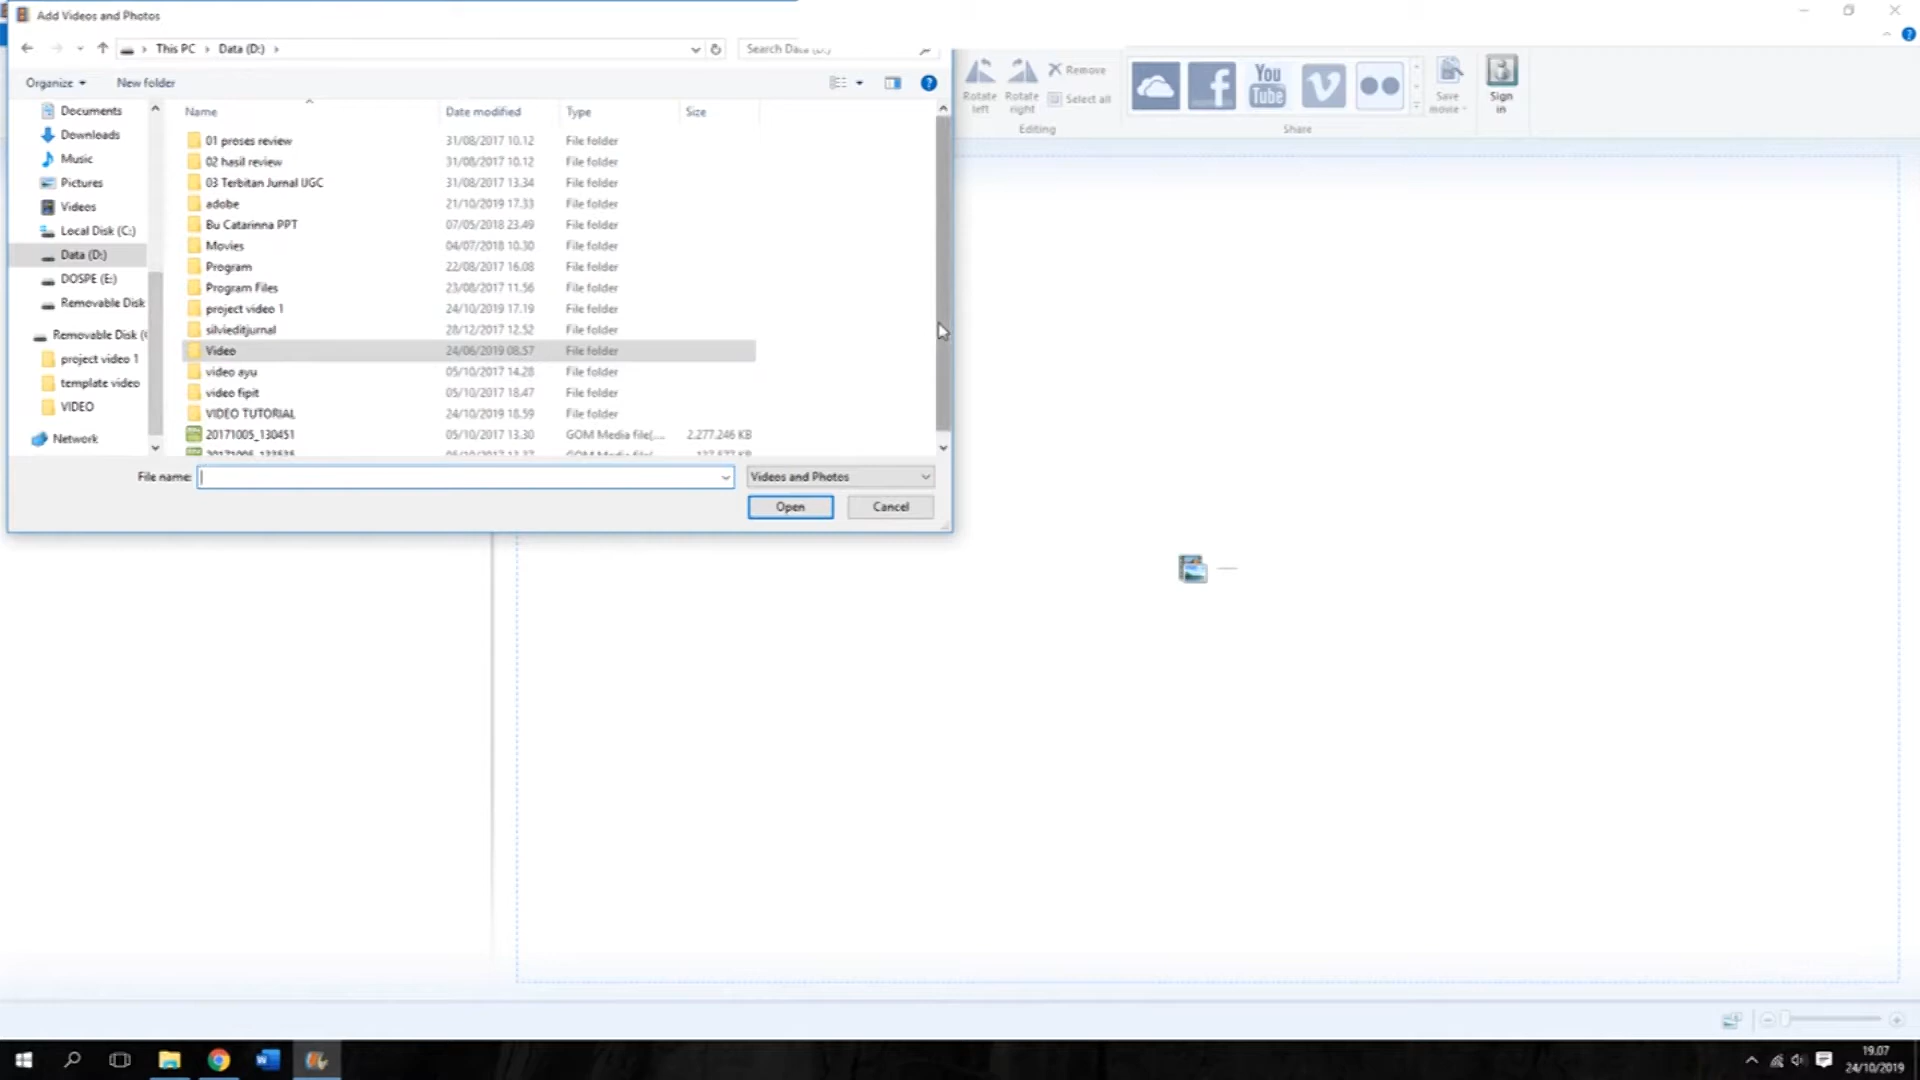 Add Videos and Photos
This PC > Data (D:) >
Search Data (D:)
Organize
New folder
Documents
Downloads
Music
Pictures
Videos
Local Disk (C:)
Data (D:)
DOSPE (E:)
Removable Disk
Removable Disk (
project video 1
template video
VIDEO
Network
Name Date modified Type Size
01 proses review 31/08/2017 10.12 File folder
02 hasil review 31/08/2017 10.12 File folder
03 Terbitan Jurnal UGC 31/08/2017 13.34 File folder
adobe 21/10/2019 17.33 File folder
Bu Catarinna PPT 07/05/2018 23.49 File folder
Movies 04/07/2018 10.30 File folder
Program 22/08/2017 16.08 File folder
Program Files 23/08/2017 11.56 File folder
project video 1 24/10/2019 17.19 File folder
silvieditjurnal 28/12/2017 12.52 File folder
Video 24/06/2019 08.57 File folder
video ayu 05/10/2017 14.28 File folder
video fipit 05/10/2017 18.47 File folder
VIDEO TUTORIAL 24/10/2019 18.59 File folder
20171005_130451 05/10/2017 13.30 GOM Media file(.... 2.277.246 KB
File name:
Videos and Photos
Open
Cancel
Rotate left
Rotate right
Remove
Select all
Editing
You Tube
Share
Save movie
Sign in
19.07
24/10/2019